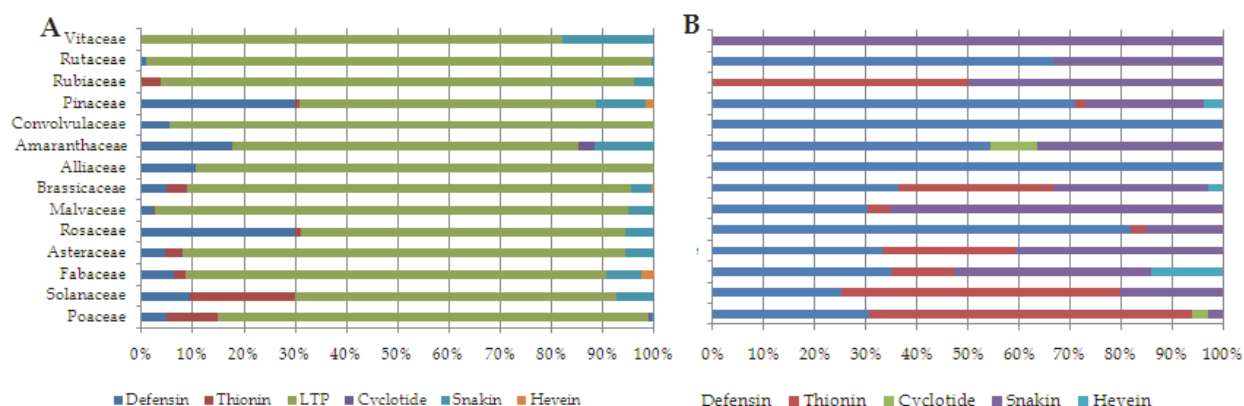 A
Vitaceae
Rutaceae
Rubiaceae
Pinaceae
Convolvulaceae
Amaranthaceae
Alliaceae
Brassicaceae
Malvaceae
Rosaceae
Asteraceae
Fabaceae
Solanaceae
Poaceae
0% 10% 20% 30% 40% 50% 60% 70% 80% 90% 100%
Defensin Thionin LTP Cyclotide Snakin Hevein
B
e
0% 10% 20% 30% 40% 50% 60% 70% 80% 90% 100%
Defensin Thionin Cyclotide Snakin Hevein